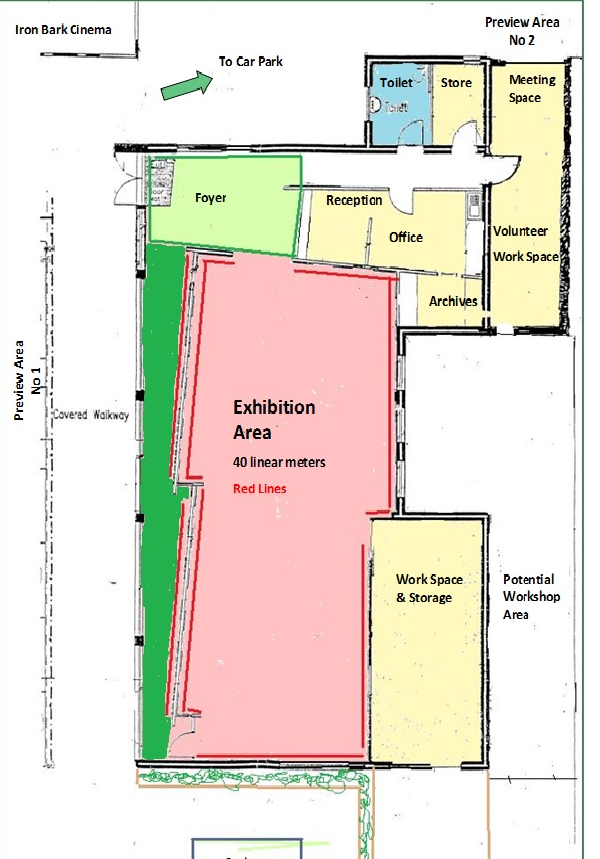 Iron Bark Cinema
Preview Area
No 2
To Car Park
Toilet
Toilet
Store
Meeting
Space
Foyer
Reception
Office
Volunteer
Work Space
Archives
Preview Area
No 1
Covered Walkway
Exhibition
Area
40 linear meters
Red Lines
Work Space
& Storage
Potential
Workshop
Area